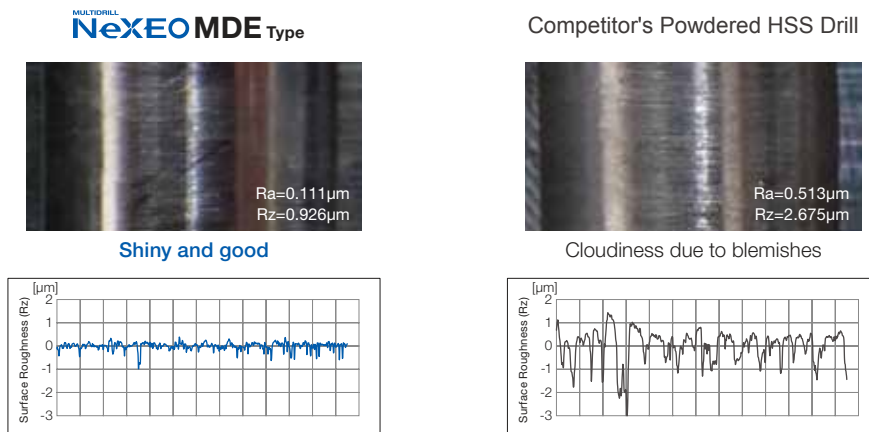 MULTIDRILL
NeXEO MDE Type
Ra=0.111μm
Rz=0.926μm
Shiny and good
[μm]
Surface Roughness (Rz)
2
1
0
-1
-2
-3
Competitor's Powdered HSS Drill
Ra=0.513μm
Rz=2.675μm
Cloudiness due to blemishes
[μm]
Surface Roughness (Rz)
2
1
0
-1
-2
-3